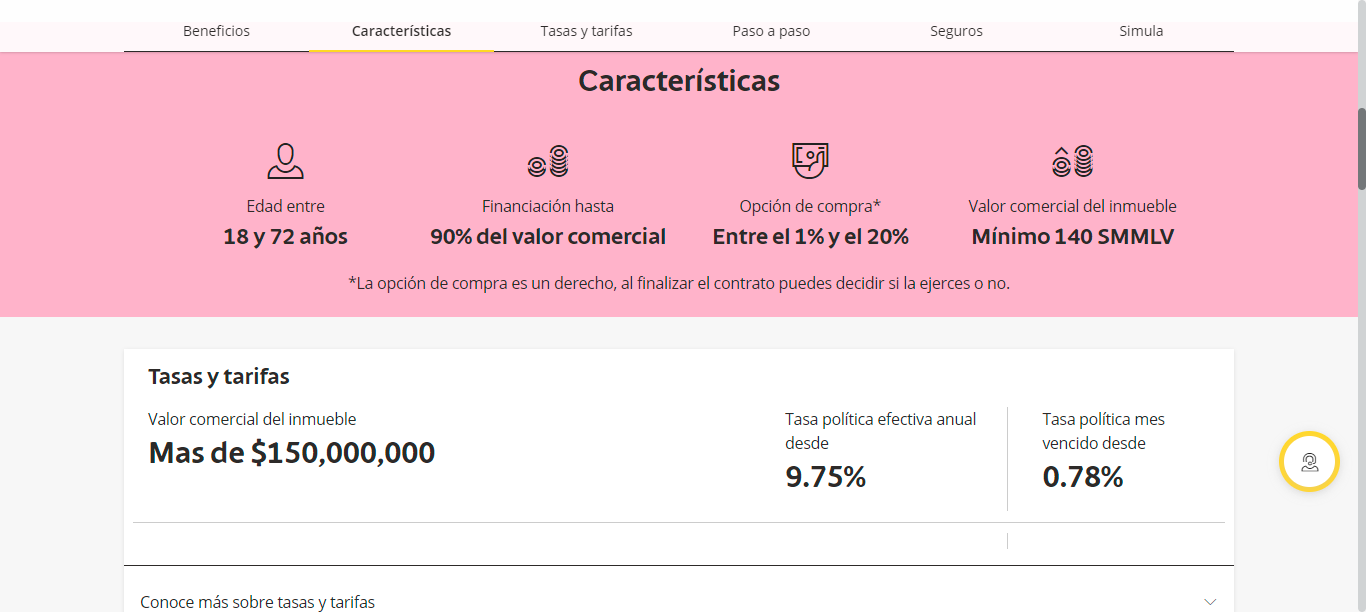 Beneficios
Características
Tasas y tarifas
Paso a paso
Seguros
Simula
Características
Edad entre
18 y 72 años
Financiación hasta
90% del valor comercial
Opción de compra*
Entre el 1% y el 20%
Valor comercial del inmueble
Mínimo 140 SMMLV
*La opción de compra es un derecho, al finalizar el contrato puedes decidir si la ejerces o no.
Tasas y tarifas
Valor comercial del inmueble
Mas de $150,000,000
Tasa política efectiva anual
desde
9.75%
Tasa política mes
vencido desde
0.78%
Conoce más sobre tasas y tarifas